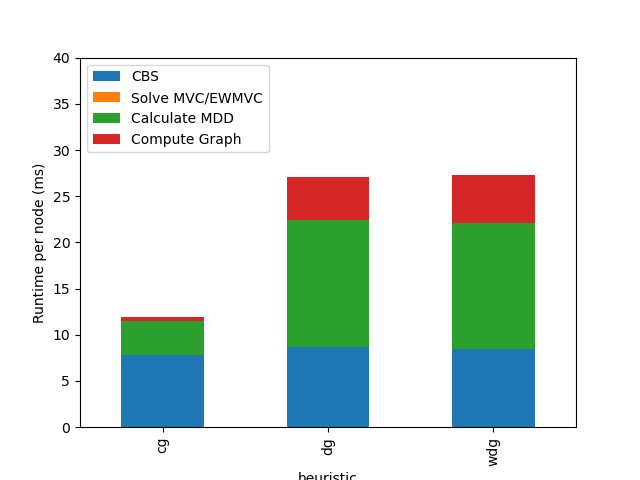 40
35
30
25
20
15
10
5
0
Runtime per node (ms)
CBS
Solve MVC/EWMVC
Calculate MDD
Compute Graph
cg
dg
wdg
heuristic